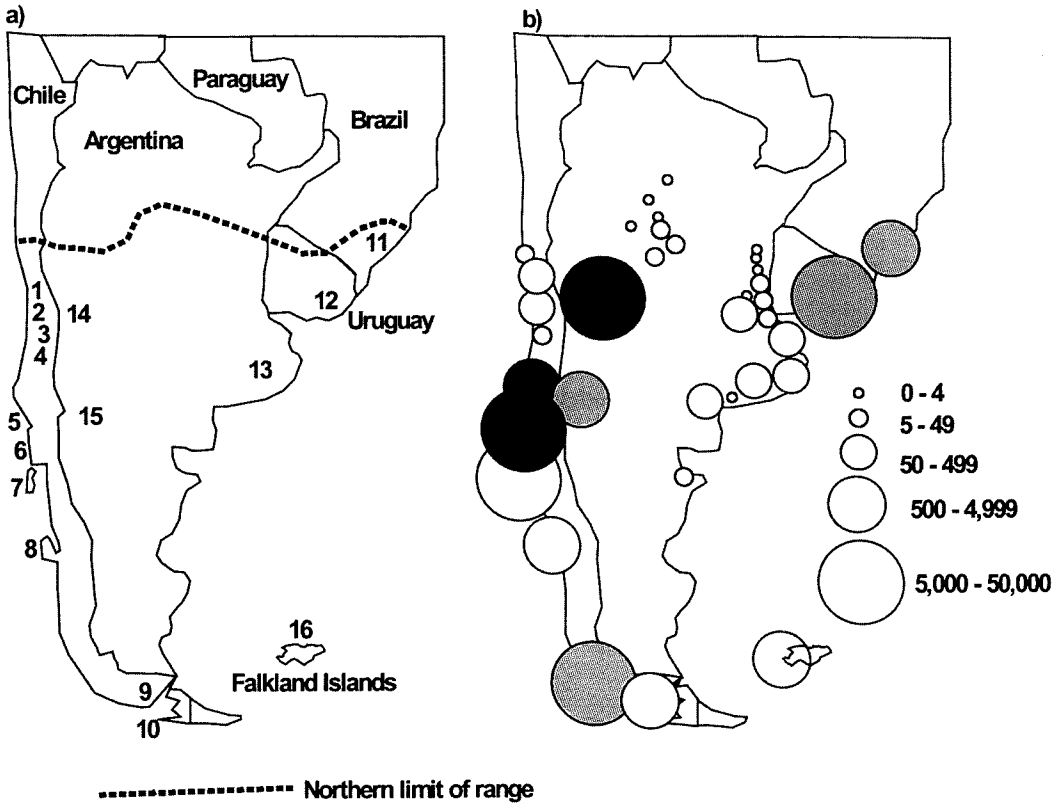 a)
b)
Chile
Paraguay
Brazil
Argentina
11
1
2
14
12
3
Uruguay
4
13
5
15
6
7
8
16
Falkland Islands
9
10
Northern limit of range
0 - 4
5 - 49
50 - 499
500 - 4,999
5,000 - 50,000